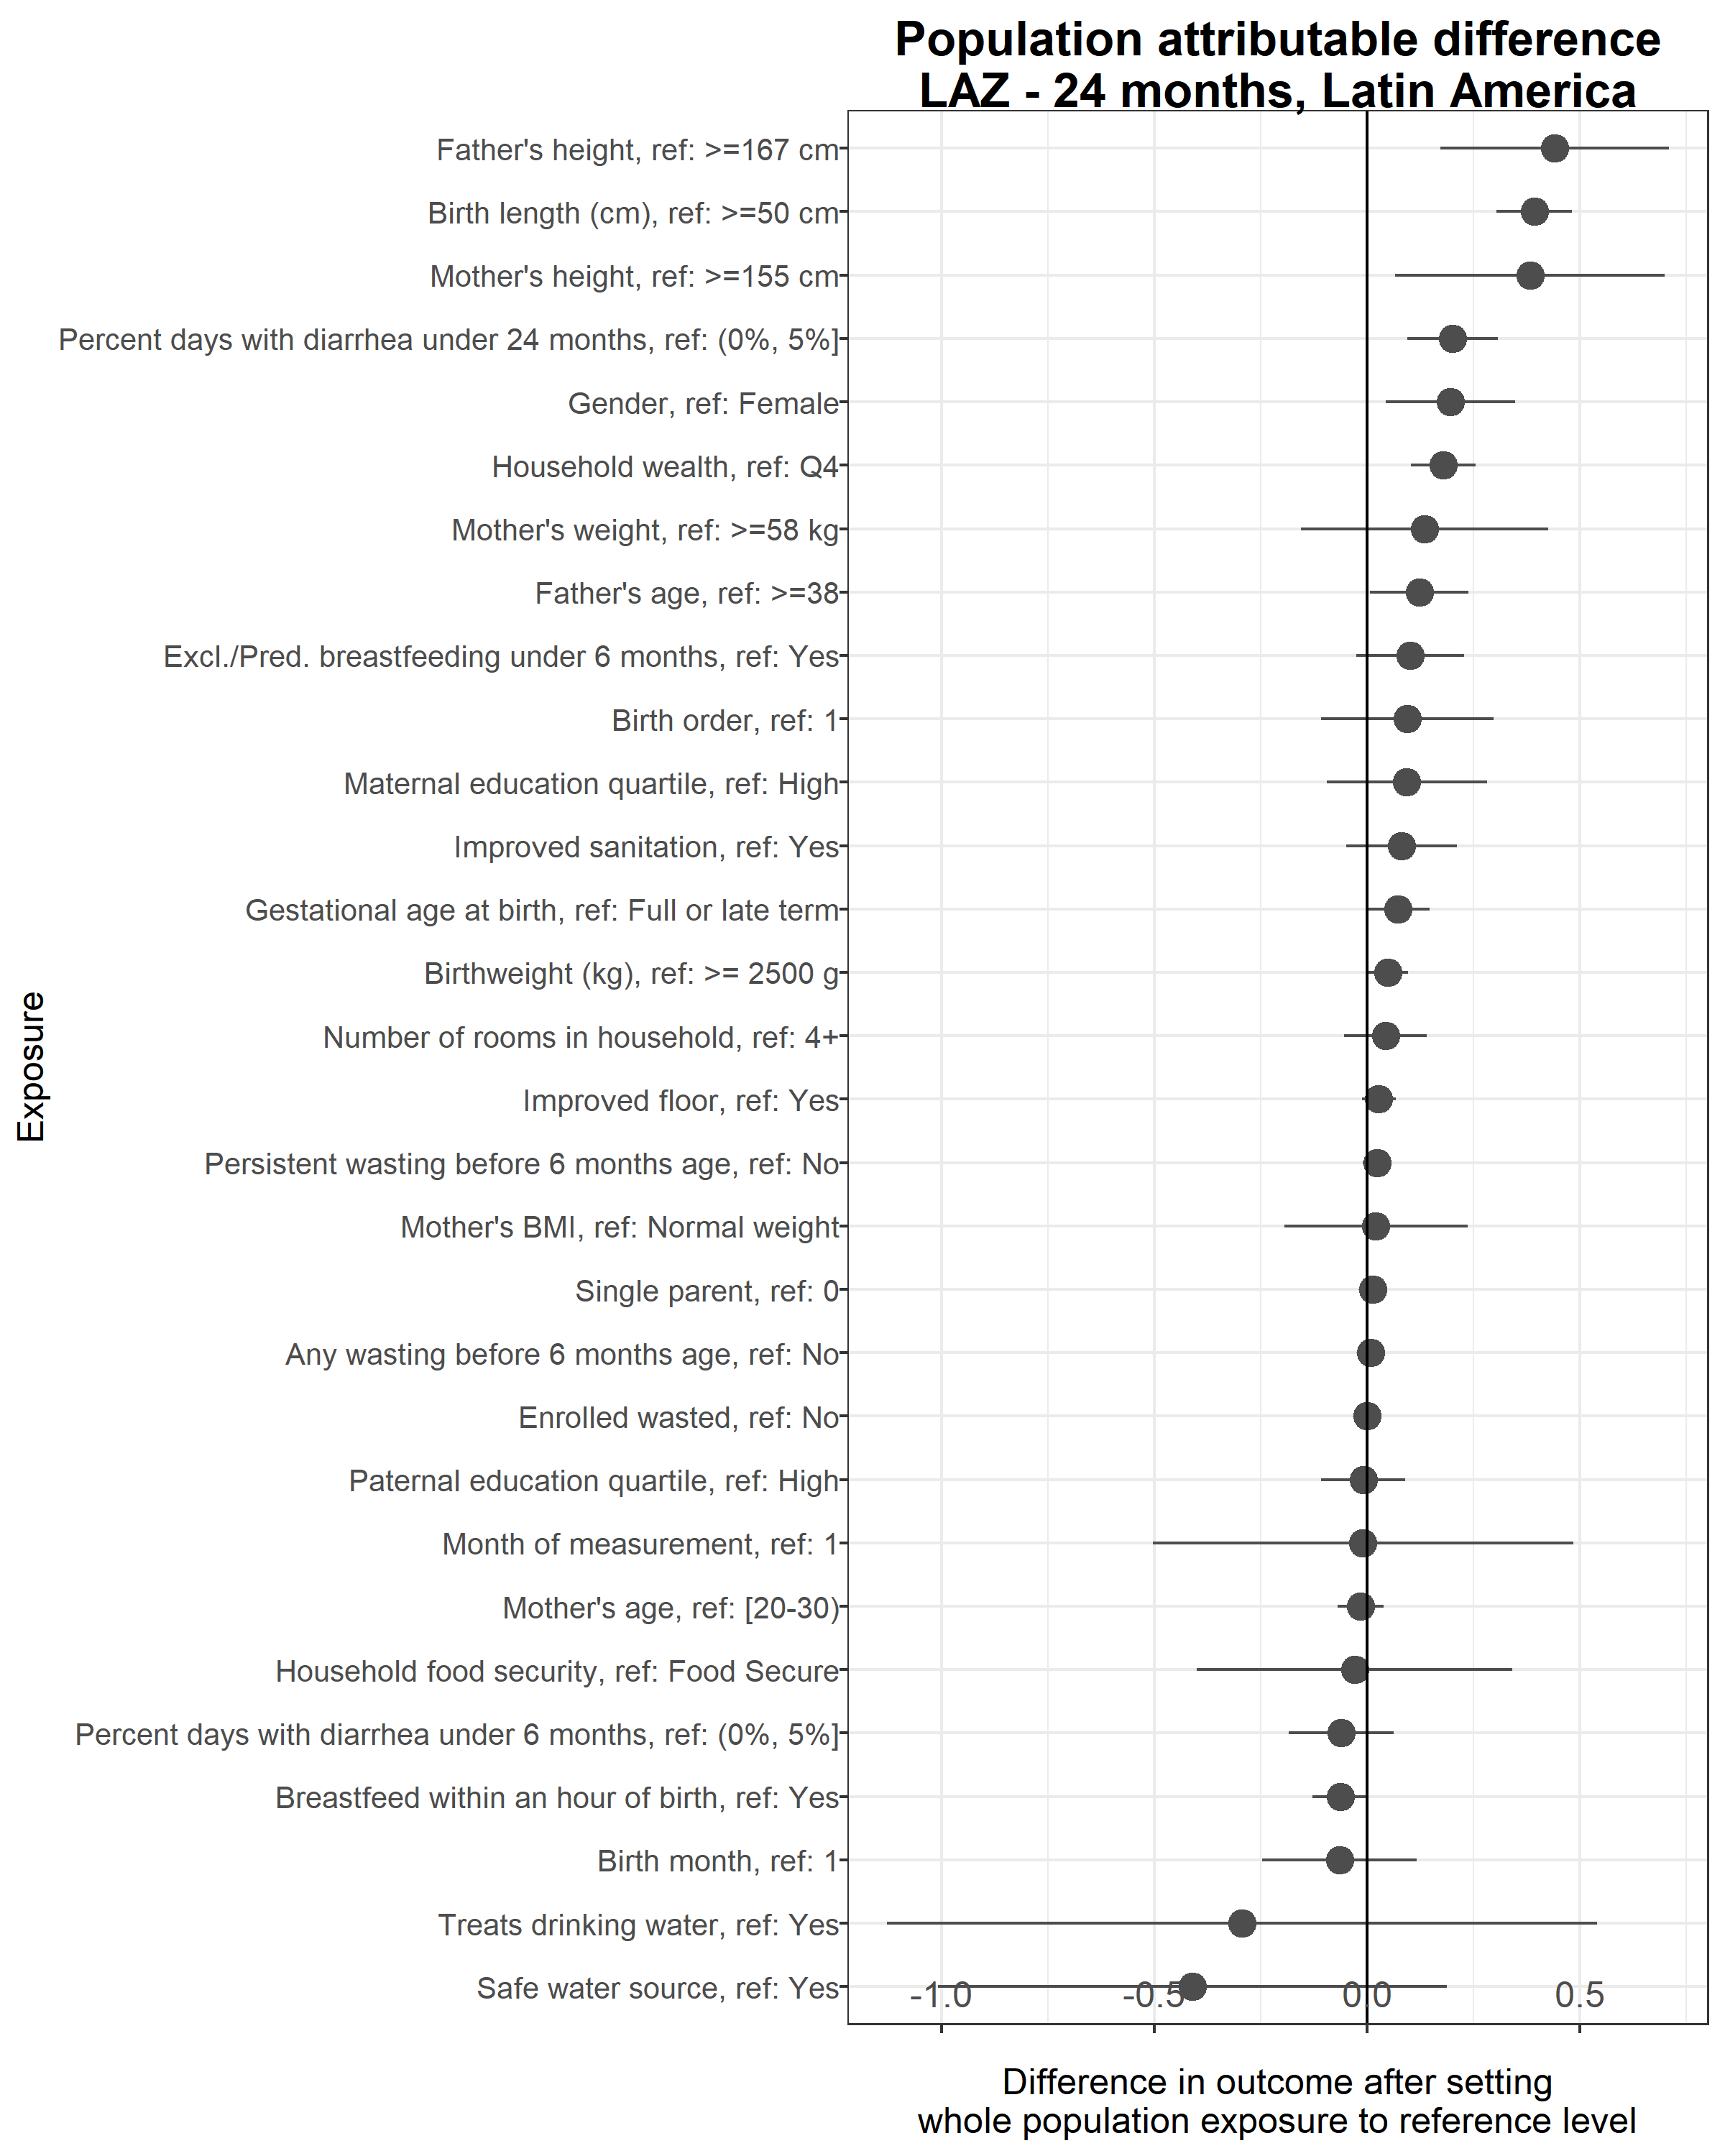 Population attributable difference
LAZ - 24 months, Latin America
Father's height, ref: >=167 cm
Birth length (cm), ref: >=50 cm
Mother's height, ref: >=155 cm
Percent days with diarrhea under 24 months, ref: (0%, 5%]
Gender, ref: Female
Household wealth, ref: Q4
Mother's weight, ref: >=58 kg
Father's age, ref: >=38
Excl./Pred. breastfeeding under 6 months, ref: Yes
Birth order, ref: 1
Maternal education quartile, ref: High
Improved sanitation, ref: Yes
Gestational age at birth, ref: Full or late term
Birthweight (kg), ref: >= 2500 g
Number of rooms in household, ref: 4+
Improved floor, ref: Yes
Persistent wasting before 6 months age, ref: No
Mother's BMI, ref: Normal weight
Single parent, ref: 0
Any wasting before 6 months age, ref: No
Enrolled wasted, ref: No
Paternal education quartile, ref: High
Month of measurement, ref: 1
Mother's age, ref: [20-30)
Household food security, ref: Food Secure
Percent days with diarrhea under 6 months, ref: (0%, 5%]
Breastfeed within an hour of birth, ref: Yes
Birth month, ref: 1
Treats drinking water, ref: Yes
Safe water source, ref: Yes
Exposure
-1.0 -0.5 0.0 0.5
Difference in outcome after setting
whole population exposure to reference level